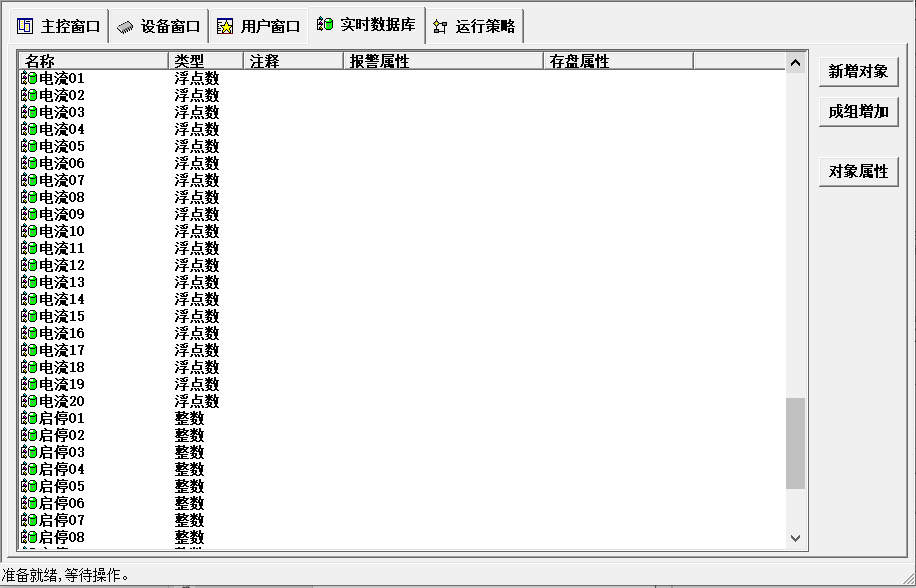 主控窗口 设备窗口 用户窗口 实时数据库 运行策略
名称 类型 注释 报警属性 存盘属性
电流01 浮点数
电流02 浮点数
电流03 浮点数
电流04 浮点数
电流05 浮点数
电流06 浮点数
电流07 浮点数
电流08 浮点数
电流09 浮点数
电流10 浮点数
电流11 浮点数
电流12 浮点数
电流13 浮点数
电流14 浮点数
电流15 浮点数
电流16 浮点数
电流17 浮点数
电流18 浮点数
电流19 浮点数
电流20 浮点数
启停01 整数
启停02 整数
启停03 整数
启停04 整数
启停05 整数
启停06 整数
启停07 整数
启停08 整数
新增对象
成组增加
对象属性
准备就绪,等待操作。